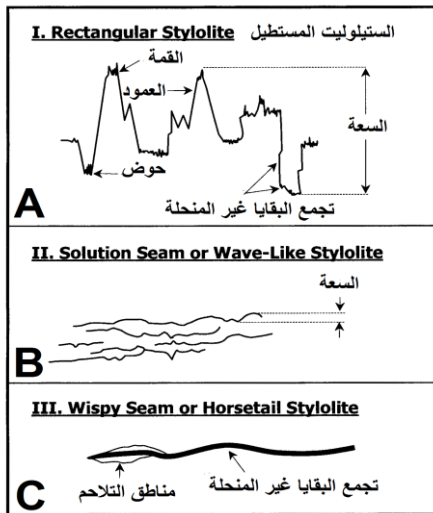 I. Rectangular Stylolite الستيلوليت المستطيل
القمة
العمود
السعة
حوض
تجمع البقايا غير المنحلة
A
II. Solution Seam or Wave-Like Stylolite
السعة
B
III. Wispy Seam or Horsetail Stylolite
تجمع البقايا غير المنحلة
مناطق التلاحم
C